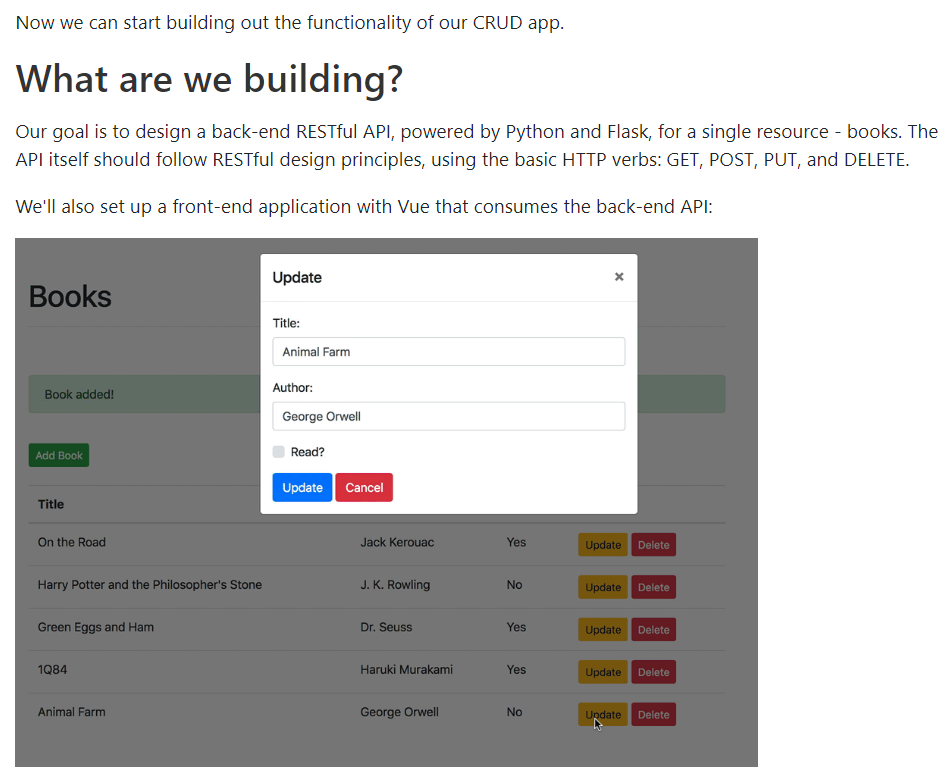 Now we can start building out the functionality of our CRUD app.
What are we building?
Our goal is to design a back-end RESTful API, powered by Python and Flask, for a single resource - books. The
API itself should follow RESTful design principles, using the basic HTTP verbs: GET, POST, PUT, and DELETE.
We'll also set up a front-end application with Vue that consumes the back-end API:
Books
Book added!
Add Book
Update ×
Title:
Animal Farm
Author:
George Orwell
Read?
Update Cancel
Title
On the Road Jack Kerouac Yes Update Delete
Harry Potter and the Philosopher's Stone J. K. Rowling No Update Delete
Green Eggs and Ham Dr. Seuss Yes Update Delete
1Q84 Haruki Murakami Yes Update Delete
Animal Farm George Orwell No Update Delete